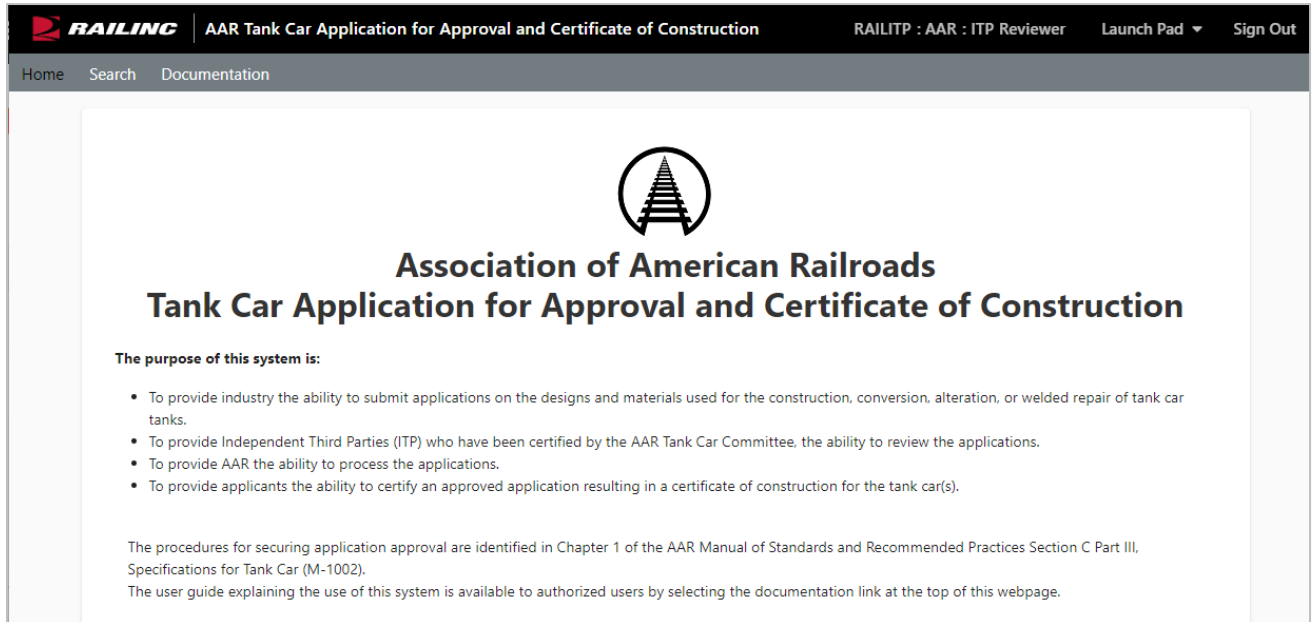 RAILINC AAR Tank Car Application for Approval and Certificate of Construction RAILITP : AAR : ITP Reviewer Launch Pad Sign Out
Home Search Documentation
Association of American Railroads
Tank Car Application for Approval and Certificate of Construction
The purpose of this system is:
• To provide industry the ability to submit applications on the designs and materials used for the construction, conversion, alteration, or welded repair of tank car
tanks.
• To provide Independent Third Parties (ITP) who have been certified by the AAR Tank Car Committee, the ability to review the applications.
• To provide AAR the ability to process the applications.
• To provide applicants the ability to certify an approved application resulting in a certificate of construction for the tank car(s).
The procedures for securing application approval are identified in Chapter 1 of the AAR Manual of Standards and Recommended Practices Section C Part III,
Specifications for Tank Car (M-1002).
The user guide explaining the use of this system is available to authorized users by selecting the documentation link at the top of this webpage.